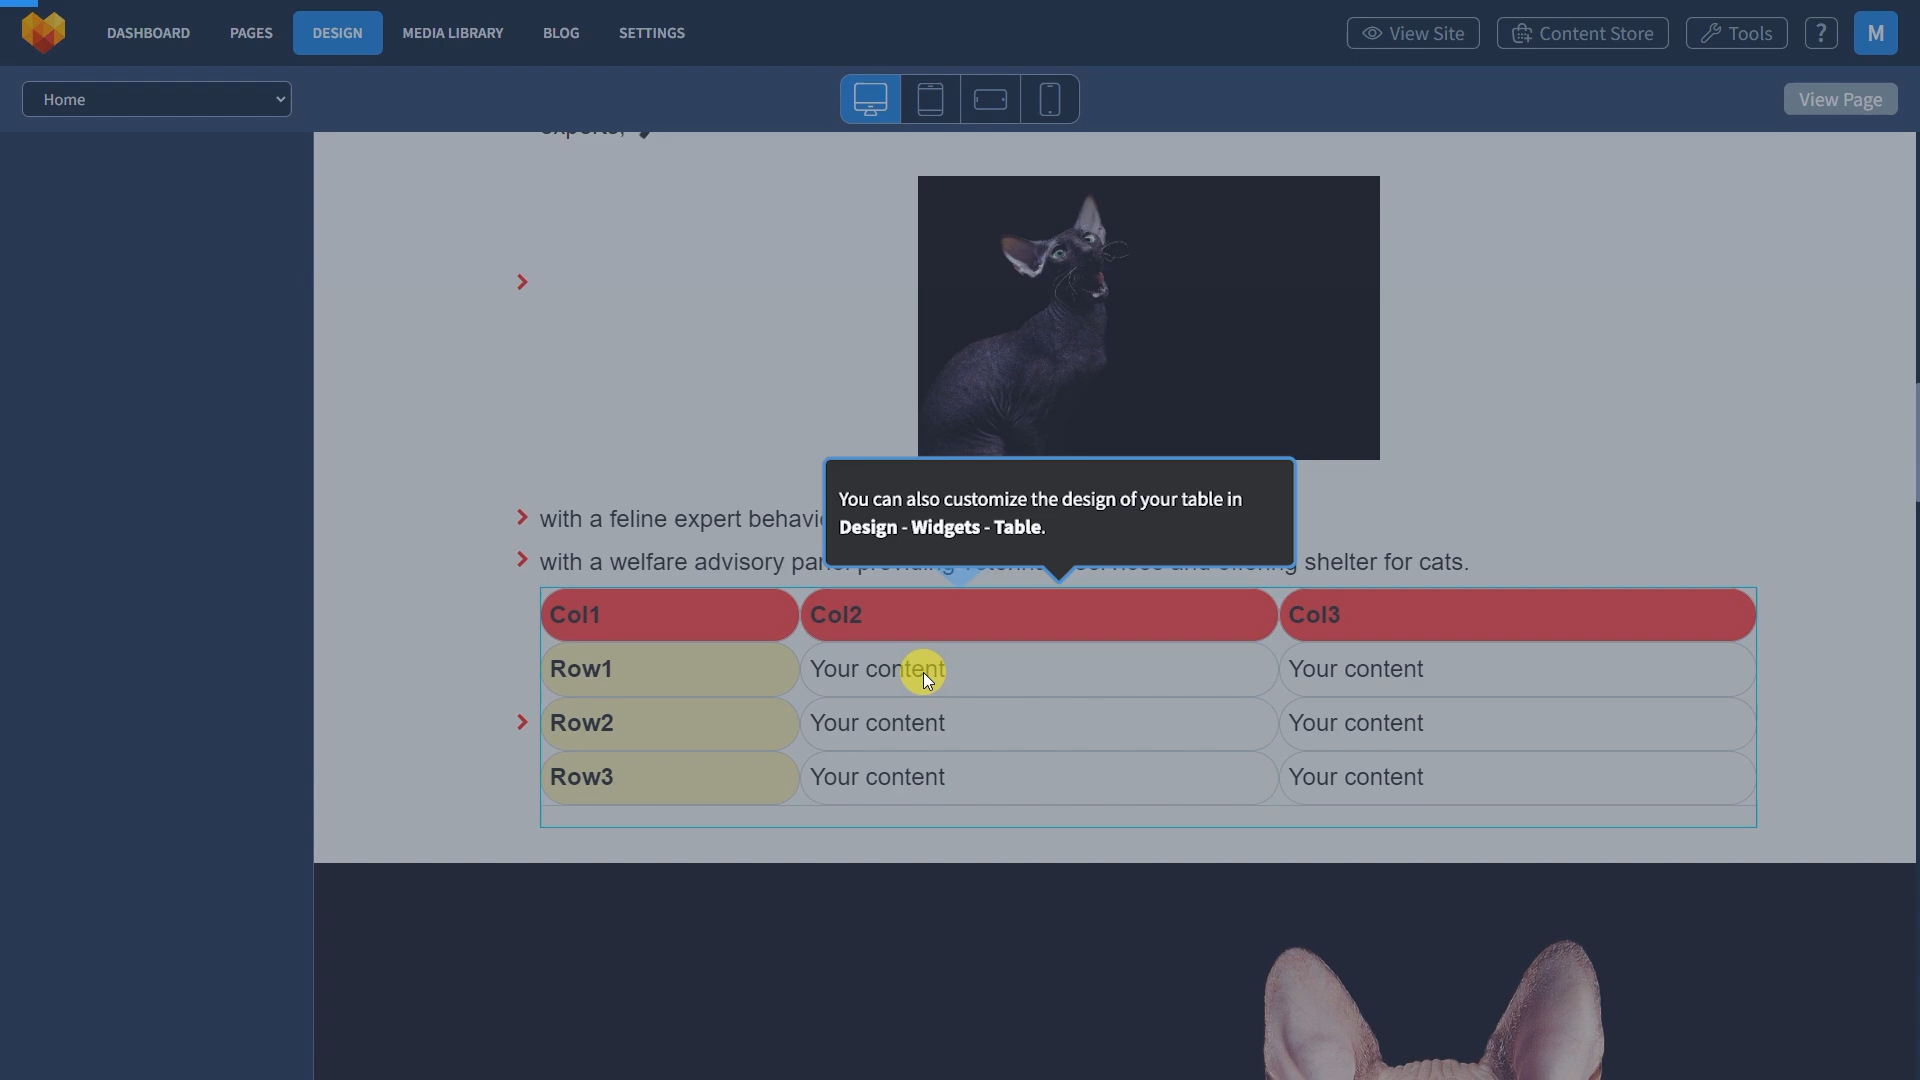 DASHBOARD PAGES DESIGN MEDIA LIBRARY BLOG SETTINGS View Site Content Store Tools ? M
Home View Page
experts,
You can also customize the design of your table in
Design - Widgets - Table.
with a feline expert
with a welfare advisory shelter for cats.
Col1 Col2 Col3
Row1 Your content Your content
Row2 Your content Your content
Row3 Your content Your content